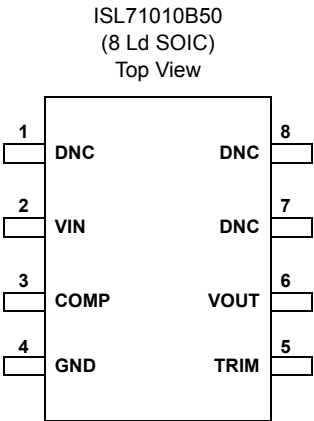 ISL71010B50
(8 Ld SOIC)
Top View
1 DNC DNC 8
2 VIN DNC 7
3 COMP VOUT 6
4 GND TRIM 5